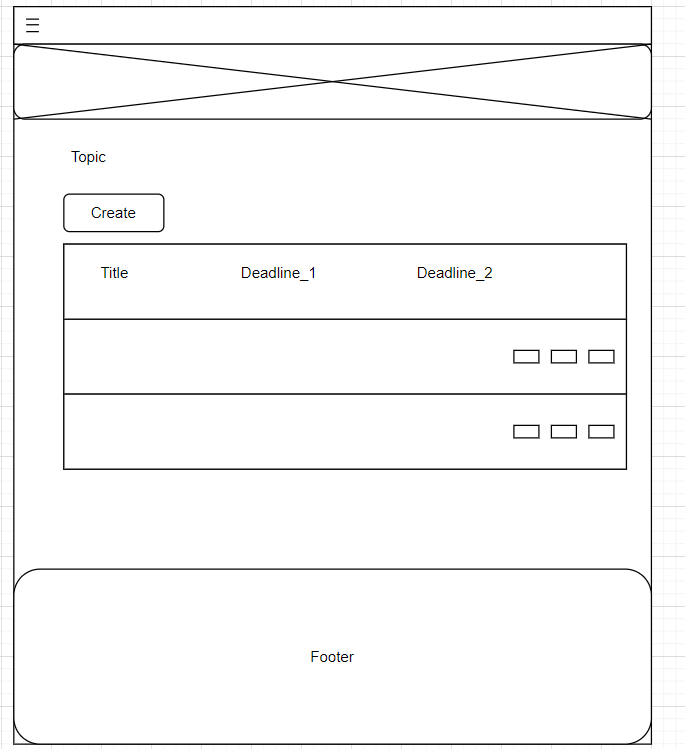 Topic
Create
Title Deadline_1 Deadline_2
Footer